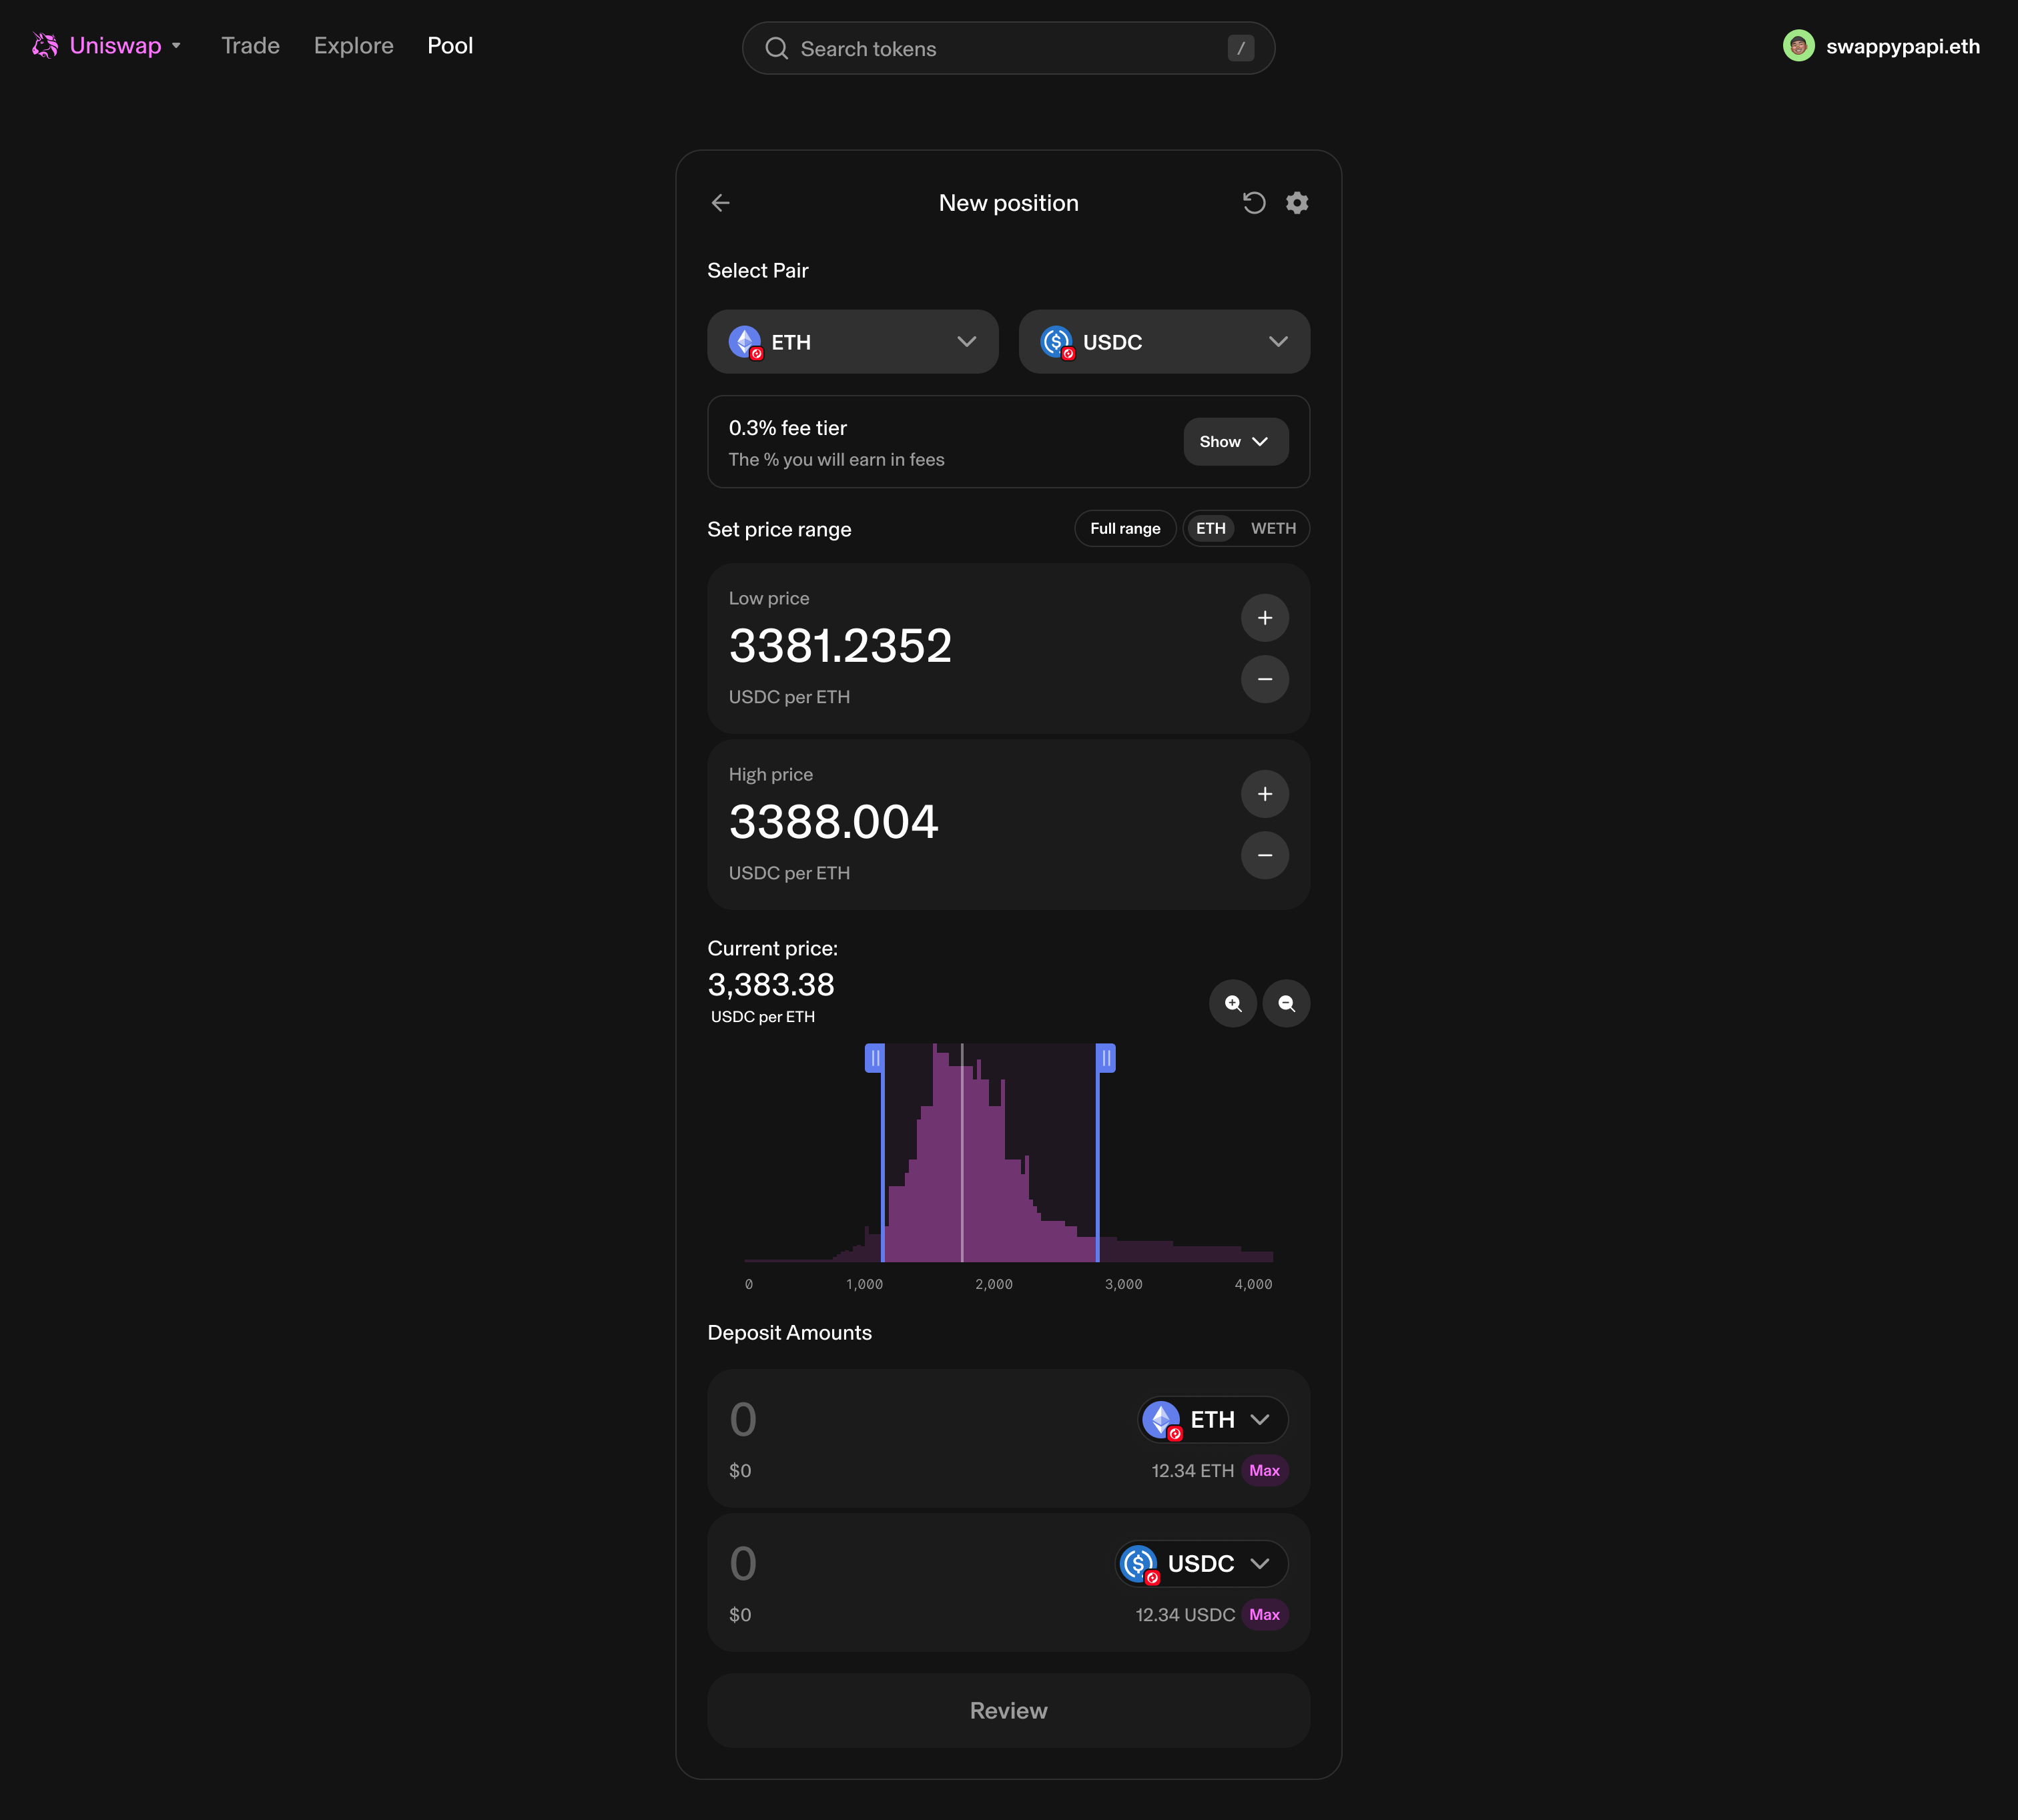 Uniswap Trade Explore Pool Search tokens / swappypapi.eth
New position
Select Pair
ETH USDC
0.3% fee tier
The % you will earn in fees
Show
Set price range Full range ETH WETH
Low price
3381.2352
USDC per ETH
High price
3388.004
USDC per ETH
Current price:
3,383.38
USDC per ETH
0 1,000 2,000 3,000 4,000
Deposit Amounts
0 ETH
$0 12.34 ETH Max
0 USDC
$0 12.34 USDC Max
Review